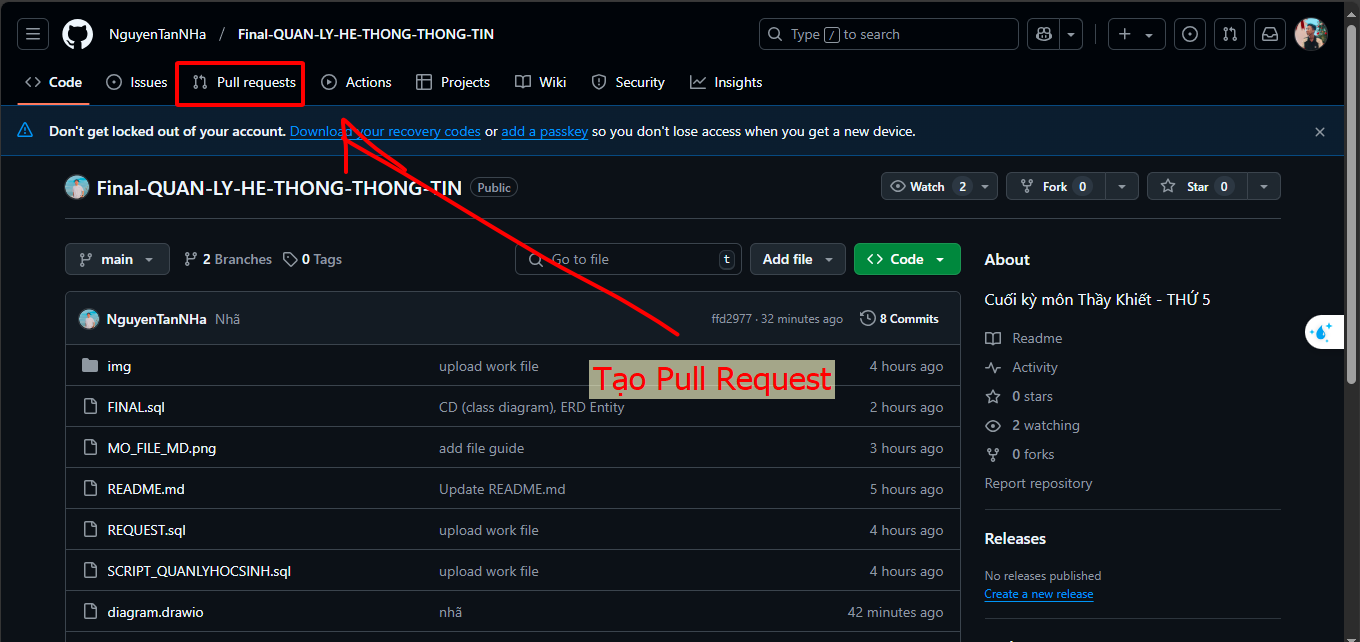 NguyenTanNHa / Final-QUAN-LY-HE-THONG-THONG-TIN
Type / to search
Code
Issues
Pull requests
Actions
Projects
Wiki
Security
Insights
Don't get locked out of your account. Download your recovery codes or add a passkey so you don't lose access when you get a new device.
Final-QUAN-LY-HE-THONG-THONG-TIN Public
Watch 2
Fork 0
Star 0
main
2 Branches
0 Tags
Go to file t
Add file
Code
NguyenTanNHa Nhã ffd2977 · 32 minutes ago 8 Commits
img upload work file 4 hours ago
Tạo Pull Request
FINAL.sql CD (class diagram), ERD Entity 2 hours ago
MO_FILE_MD.png add file guide 3 hours ago
README.md Update README.md 5 hours ago
REQUEST.sql upload work file 4 hours ago
SCRIPT_QUANLYHOCSINH.sql upload work file 4 hours ago
diagram.drawio nhã 42 minutes ago
About
Cuối kỳ môn Thầy Khiết - THỨ 5
Readme
Activity
0 stars
2 watching
0 forks
Report repository
Releases
No releases published
Create a new release